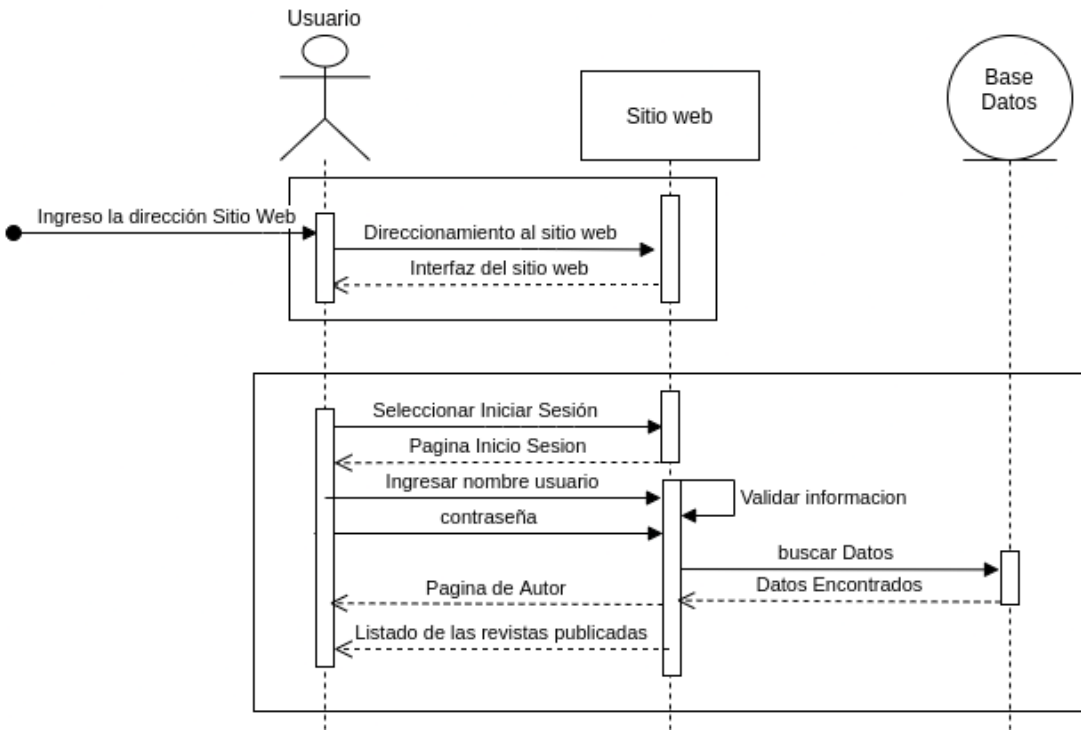 Usuario
Sitio web
Base
Datos
Ingreso la dirección Sitio Web
Direccionamiento al sitio web
Interfaz del sitio web
Seleccionar Iniciar Sesión
Pagina Inicio Sesion
Ingresar nombre usuario
Validar informacion
contraseña
buscar Datos
Datos Encontrados
Pagina de Autor
Listado de las revistas publicadas